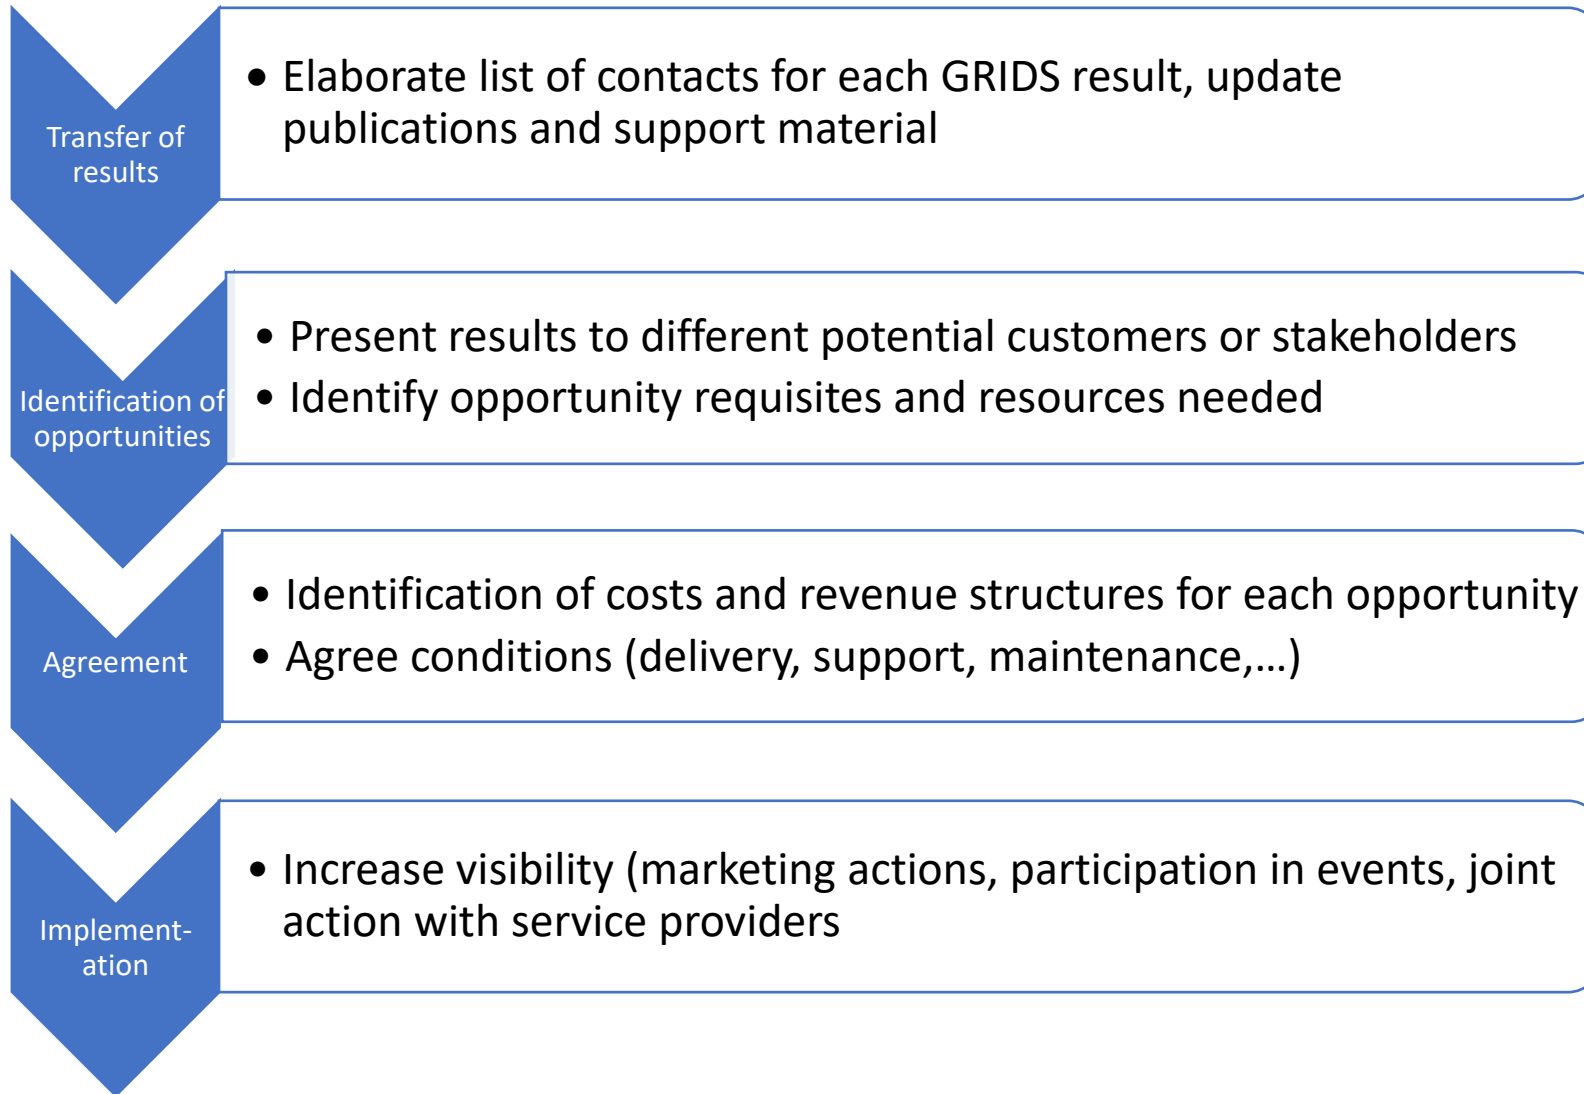 Transfer of
results
• Elaborate list of contacts for each GRIDS result, update
publications and support material
Identification of
opportunities
• Present results to different potential customers or stakeholders
• Identify opportunity requisites and resources needed
Agreement
• Identification of costs and revenue structures for each opportunity
• Agree conditions (delivery, support, maintenance,...)
Implement-
ation
• Increase visibility (marketing actions, participation in events, joint
action with service providers